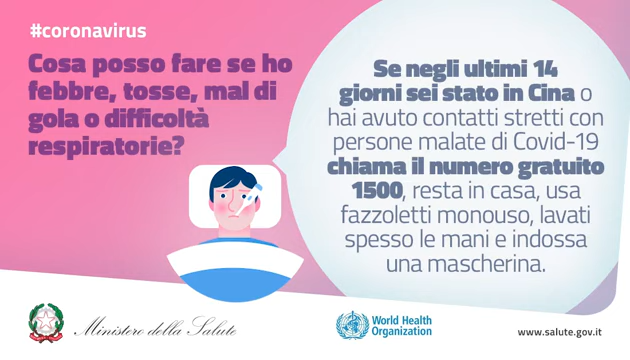 #coronavirus
Cosa posso fare se ho
febbre, tosse, mal di
gola o difficoltà
respiratorie?
Se negli ultimi 14
giorni sei stato in Cina o
hai avuto contatti stretti con
persone malate di Covid-19
chiama il numero gratuito
1500, resta in casa, usa
fazzoletti monouso, lavati
spesso le mani e indossa
una mascherina.
Ministero della Salute
World Health
Organization
www.salute.gov.it